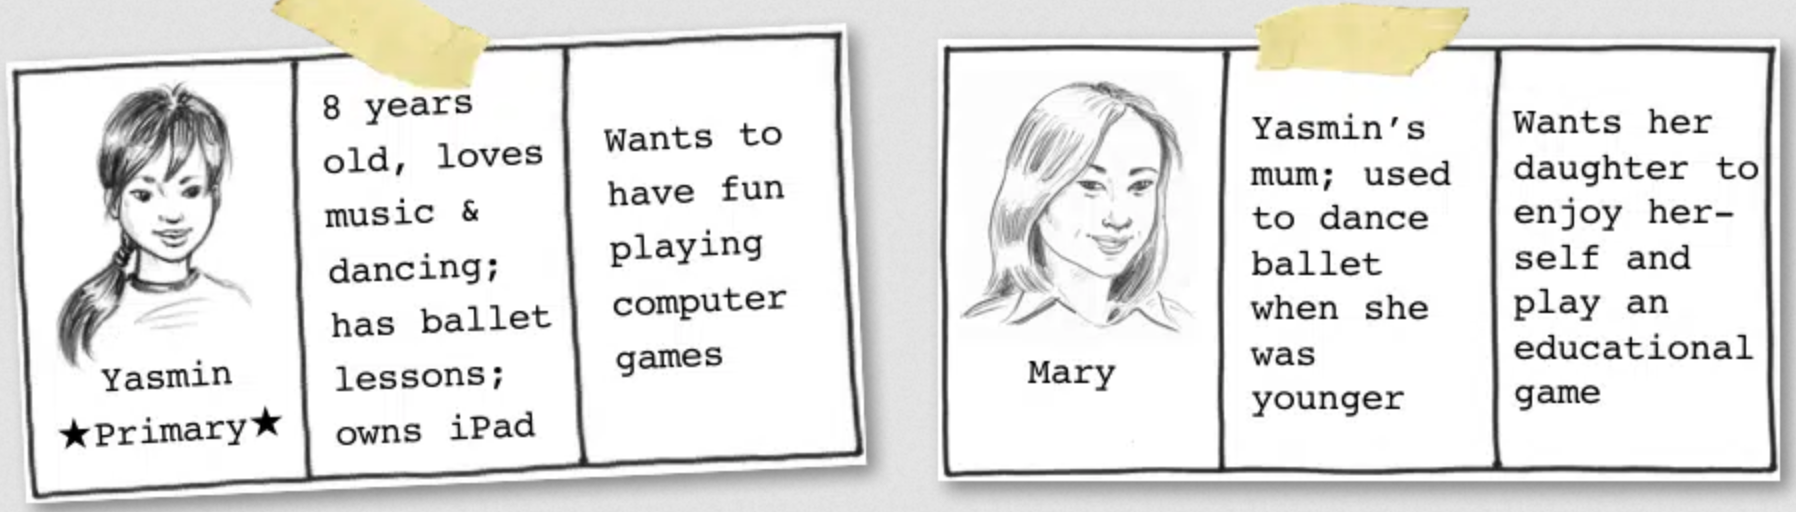 Yasmin
★Primary★
8 years
old, loves
music &
dancing;
has ballet
lessons;
owns iPad
Wants to
have fun
playing
computer
games
Mary
Yasmin's
mum; used
to dance
ballet
when she
was
younger
Wants her
daughter to
enjoy her-
self and
play an
educational
game